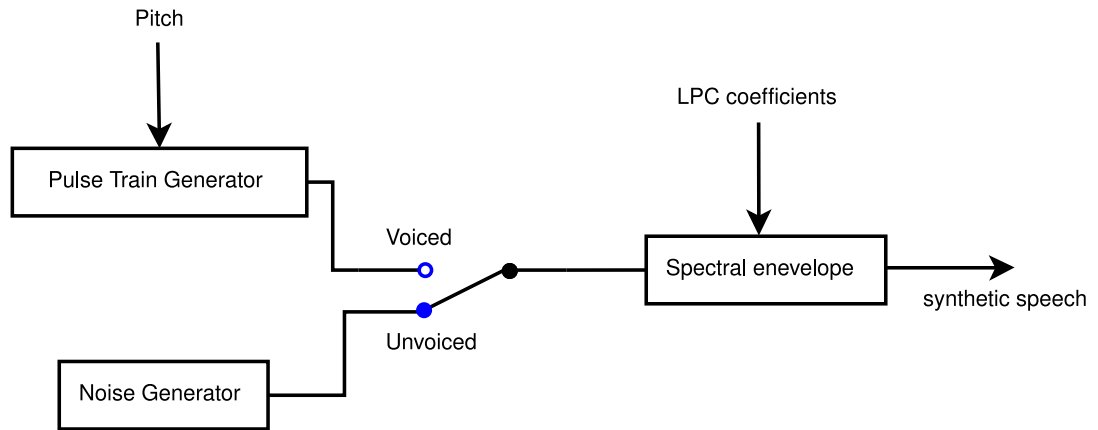 Pitch
LPC coefficients
Pulse Train Generator
Voiced
Spectral enevelope
synthetic speech
Unvoiced
Noise Generator